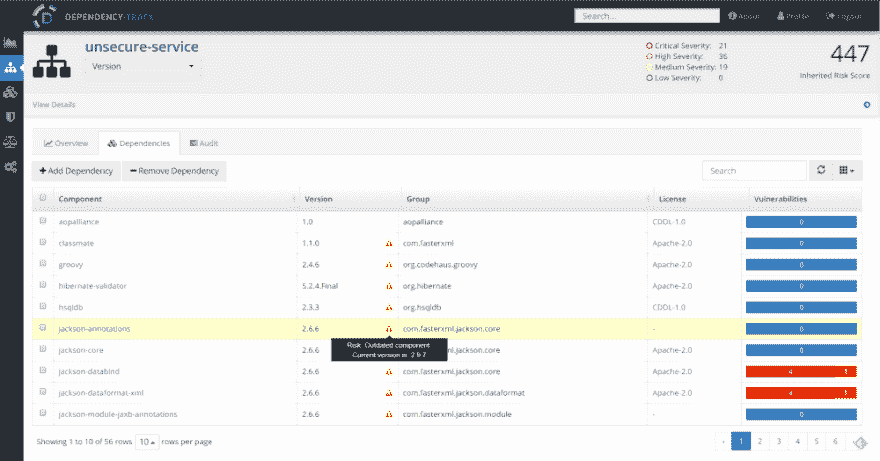 DEPENDENCY-TRACK
Search...
About
Profile
Logout
unsecure-service
Version
Critical Severity: 21
High Severity: 36
Medium Severity: 19
Low Severity: 0
447
Inherited Risk Score
View Details
Overview
Dependencies
Audit
+ Add Dependency
− Remove Dependency
Search
Component Version Group License Vulnerabilities
aopalliance 1.0 aopalliance CDDL-1.0 0
classmate 1.1.0 com.fasterxml Apache-2.0 0
groovy 2.4.6 org.codehaus.groovy Apache-2.0 0
hibernate-validator 5.2.4.Final org.hibernate Apache-2.0 0
hsqldb 2.3.3 org.hsqldb CDDL-1.0 0
jackson-annotations 2.6.6 com.fasterxml.jackson.core - 0
Risk: Outdated component
Current version is: 2.9.7
jackson-core 2.6.6 com.fasterxml.jackson.core Apache-2.0 0
jackson-databind 2.6.6 com.fasterxml.jackson.core Apache-2.0 4
jackson-dataformat-xml 2.6.6 com.fasterxml.jackson.dataformat Apache-2.0 4
jackson-module-jaxb-annotations 2.6.6 com.fasterxml.jackson.module - 0
Showing 1 to 10 of 56 rows 10 rows per page
‹ 1 2 3 4 5 6